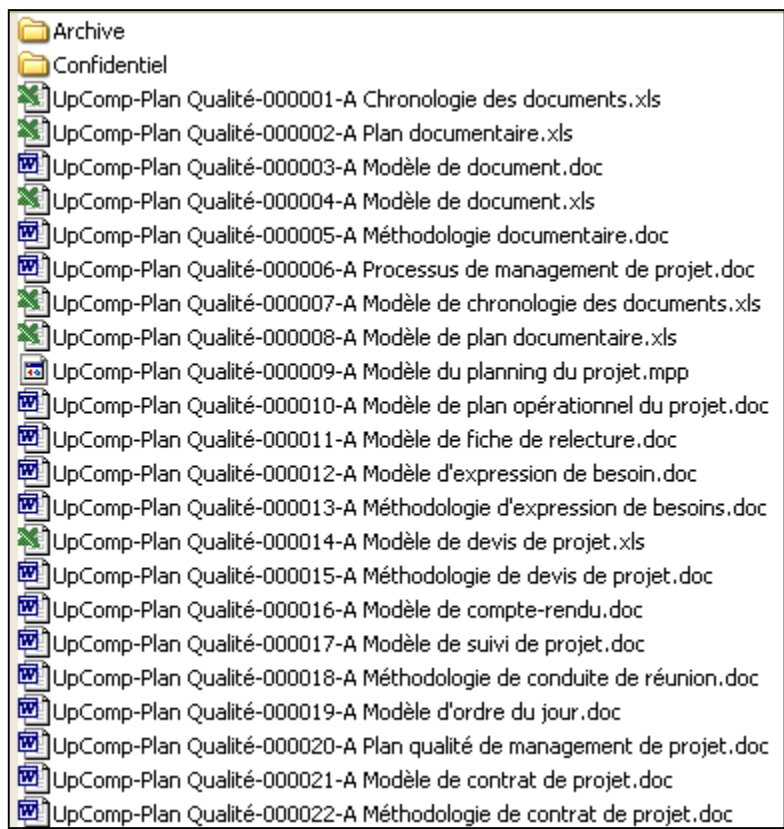 Archive
Confidentiel
UpComp-Plan Qualité-000001-A Chronologie des documents.xls
UpComp-Plan Qualité-000002-A Plan documentaire.xls
UpComp-Plan Qualité-000003-A Modèle de document.doc
UpComp-Plan Qualité-000004-A Modèle de document.xls
UpComp-Plan Qualité-000005-A Méthodologie documentaire.doc
UpComp-Plan Qualité-000006-A Processus de management de projet.doc
UpComp-Plan Qualité-000007-A Modèle de chronologie des documents.xls
UpComp-Plan Qualité-000008-A Modèle de plan documentaire.xls
UpComp-Plan Qualité-000009-A Modèle du planning du projet.mpp
UpComp-Plan Qualité-000010-A Modèle de plan opérationnel du projet.doc
UpComp-Plan Qualité-000011-A Modèle de fiche de relecture.doc
UpComp-Plan Qualité-000012-A Modèle d'expression de besoin.doc
UpComp-Plan Qualité-000013-A Méthodologie d'expression de besoins.doc
UpComp-Plan Qualité-000014-A Modèle de devis de projet.xls
UpComp-Plan Qualité-000015-A Méthodologie de devis de projet.doc
UpComp-Plan Qualité-000016-A Modèle de compte-rendu.doc
UpComp-Plan Qualité-000017-A Modèle de suivi de projet.doc
UpComp-Plan Qualité-000018-A Méthodologie de conduite de réunion.doc
UpComp-Plan Qualité-000019-A Modèle d'ordre du jour.doc
UpComp-Plan Qualité-000020-A Plan qualité de management de projet.doc
UpComp-Plan Qualité-000021-A Modèle de contrat de projet.doc
UpComp-Plan Qualité-000022-A Méthodologie de contrat de projet.doc